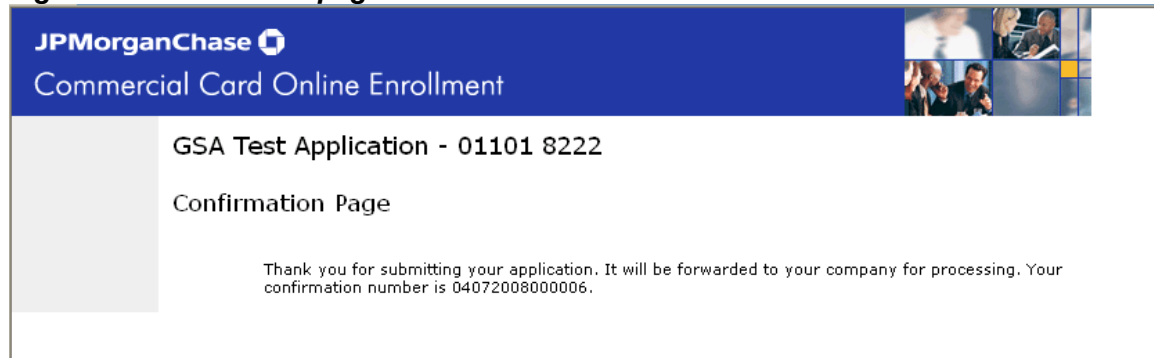 JPMorganChase
Commercial Card Online Enrollment
GSA Test Application - 01101 8222
Confirmation Page
Thank you for submitting your application. It will be forwarded to your company for processing. Your
confirmation number is 04072008000006.